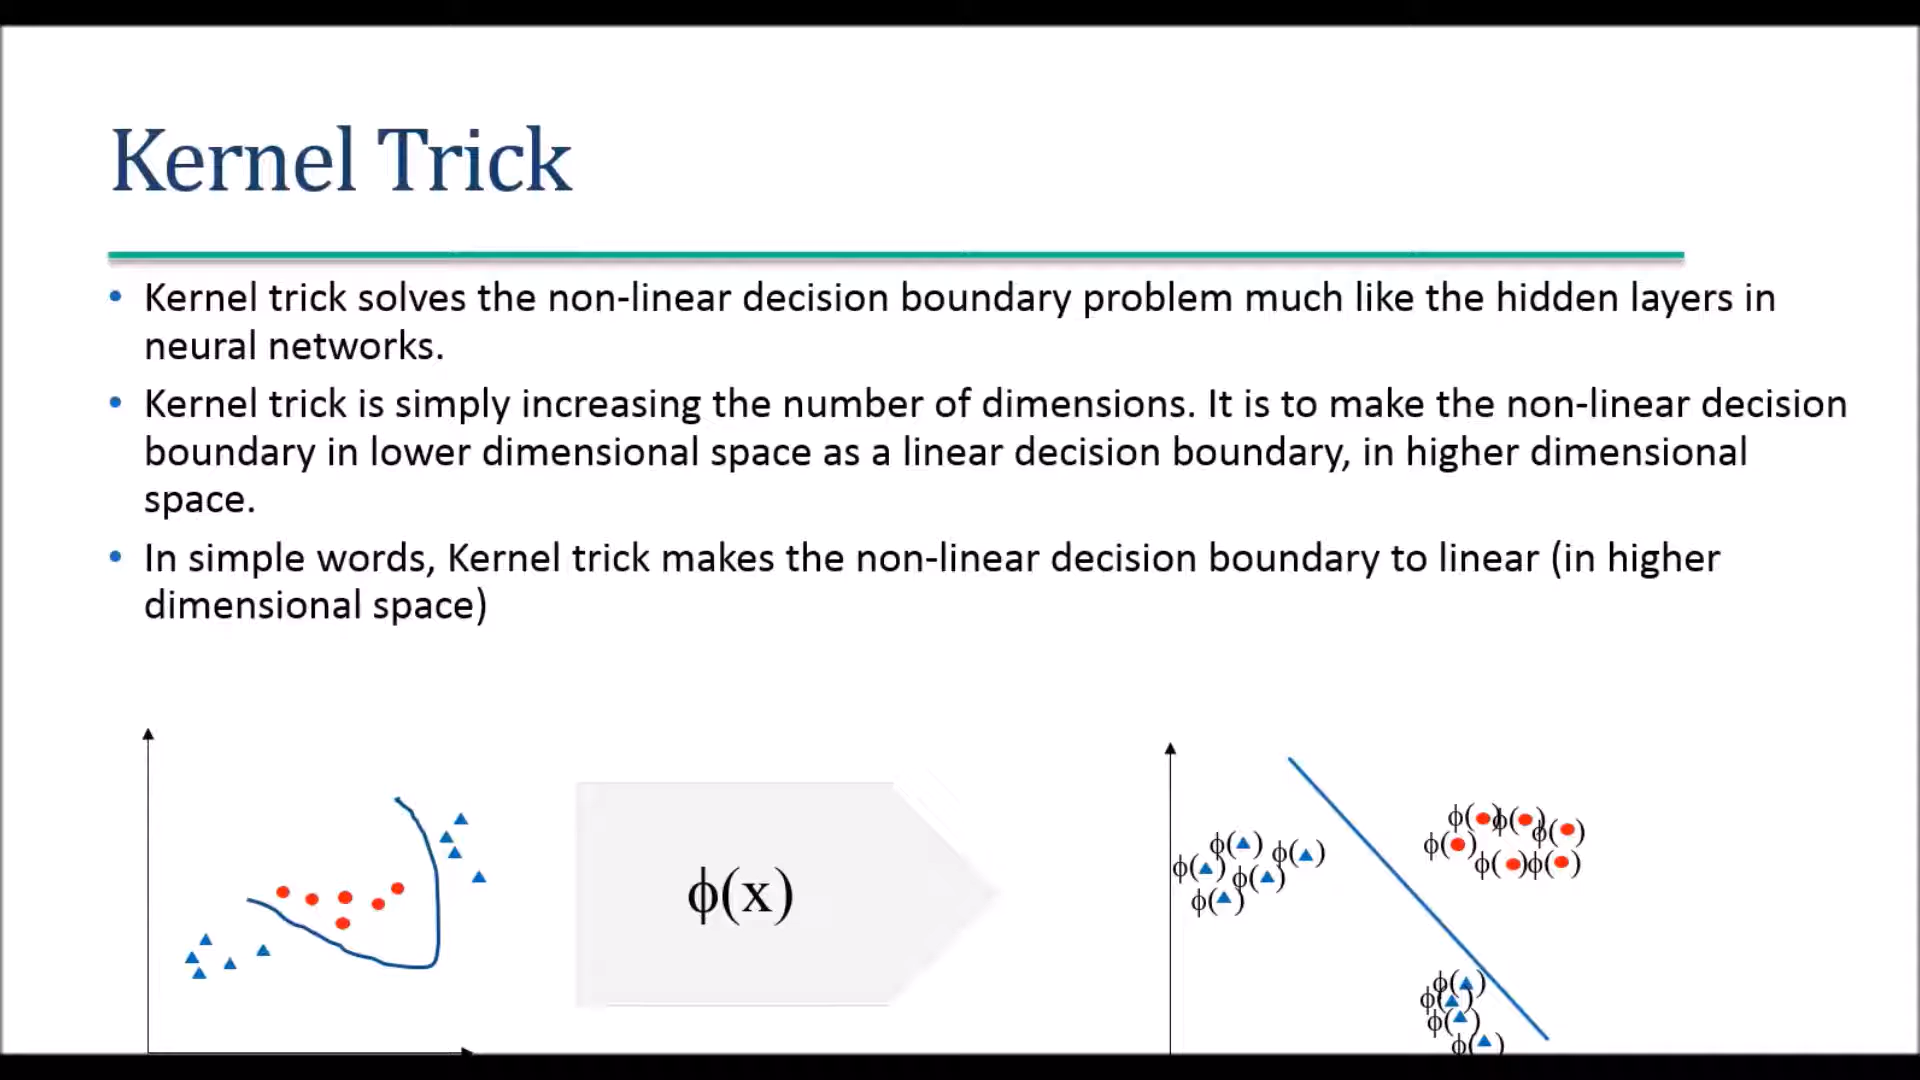 Kernel Trick
• Kernel trick solves the non-linear decision boundary problem much like the hidden layers in
neural networks.
• Kernel trick is simply increasing the number of dimensions. It is to make the non-linear decision
boundary in lower dimensional space as a linear decision boundary, in higher dimensional
space.
• In simple words, Kernel trick makes the non-linear decision boundary to linear (in higher
dimensional space)
ϕ(x)
ϕ(▲) ϕ(▲)
ϕ(▲) ϕ(▲)
ϕ(▲)
ϕ(●) ϕ(●) ϕ(●)
ϕ(●) ϕ(●) ϕ(●)
ϕ(▲)
ϕ(▲)
ϕ(▲)
ϕ(▲)